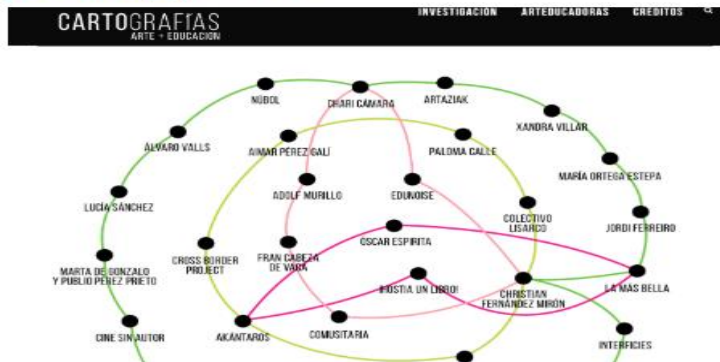 CARTOGRAFÍAS
ARTE + EDUCACIÓN
INVESTIGACIÓN
ARTEDUCADORAS
CRÉDITOS
NÚBOL
CHARI CÁMARA
ARTAZIAK
XANDRA VILLAR
ÁLVARO VALLS
AIMAR PÉREZ GALÍ
PALOMA CALLE
MARÍA ORTEGA ESTEPA
ADOLF MURILLO
EDUNOISE
LUCÍA SÁNCHEZ
COLECTIVO
LISARCO
JORDI FERREIRO
OSCAR ESPIRITA
CROSS BORDER
PROJECT
FRAN CABEZA
DE VACA
MARTA DE GONZALO
Y PUBLIO PÉREZ PRIETO
¡HOSTIA UN LIBRO!
CHRISTIAN
FERNÁNDEZ MIRÓN
LA MÁS BELLA
CINE SIN AUTOR
AKÁNTAROS
COMUSITARIA
INTERFICIES